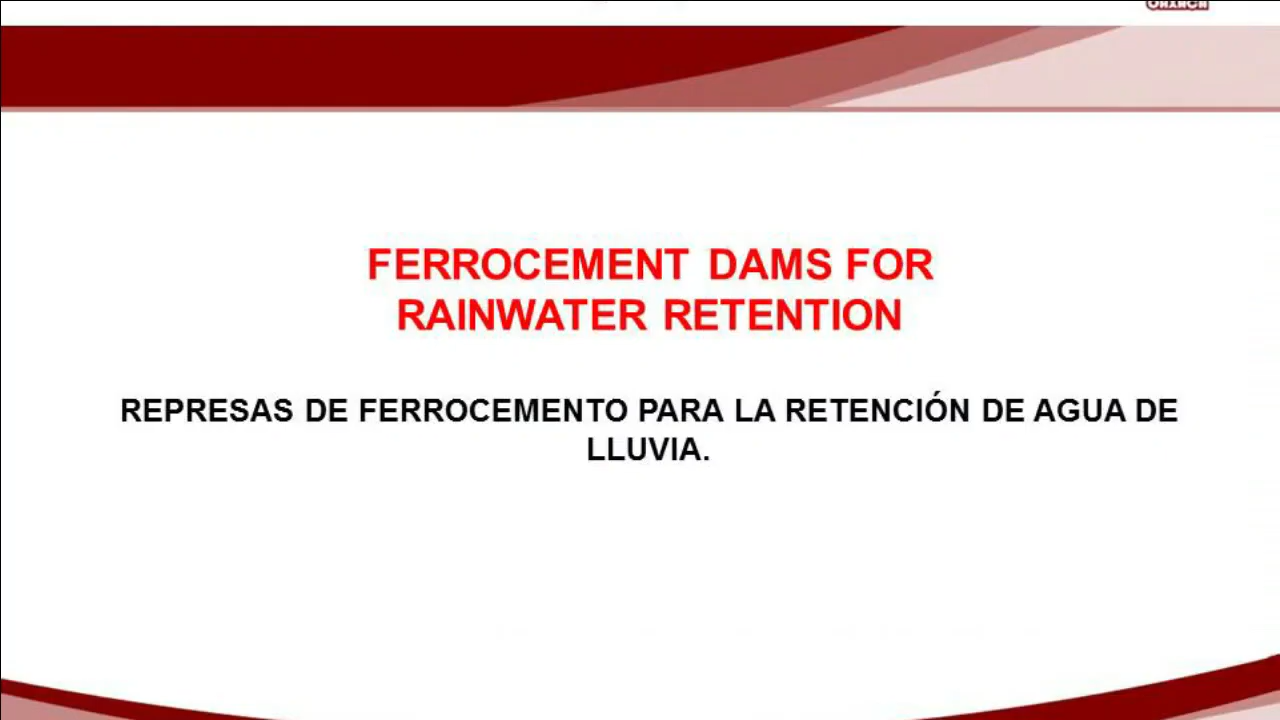 FERROCEMENT DAMS FOR
RAINWATER RETENTION
REPRESAS DE FERROCEMENTO PARA LA RETENCIÓN DE AGUA DE
LLUVIA.